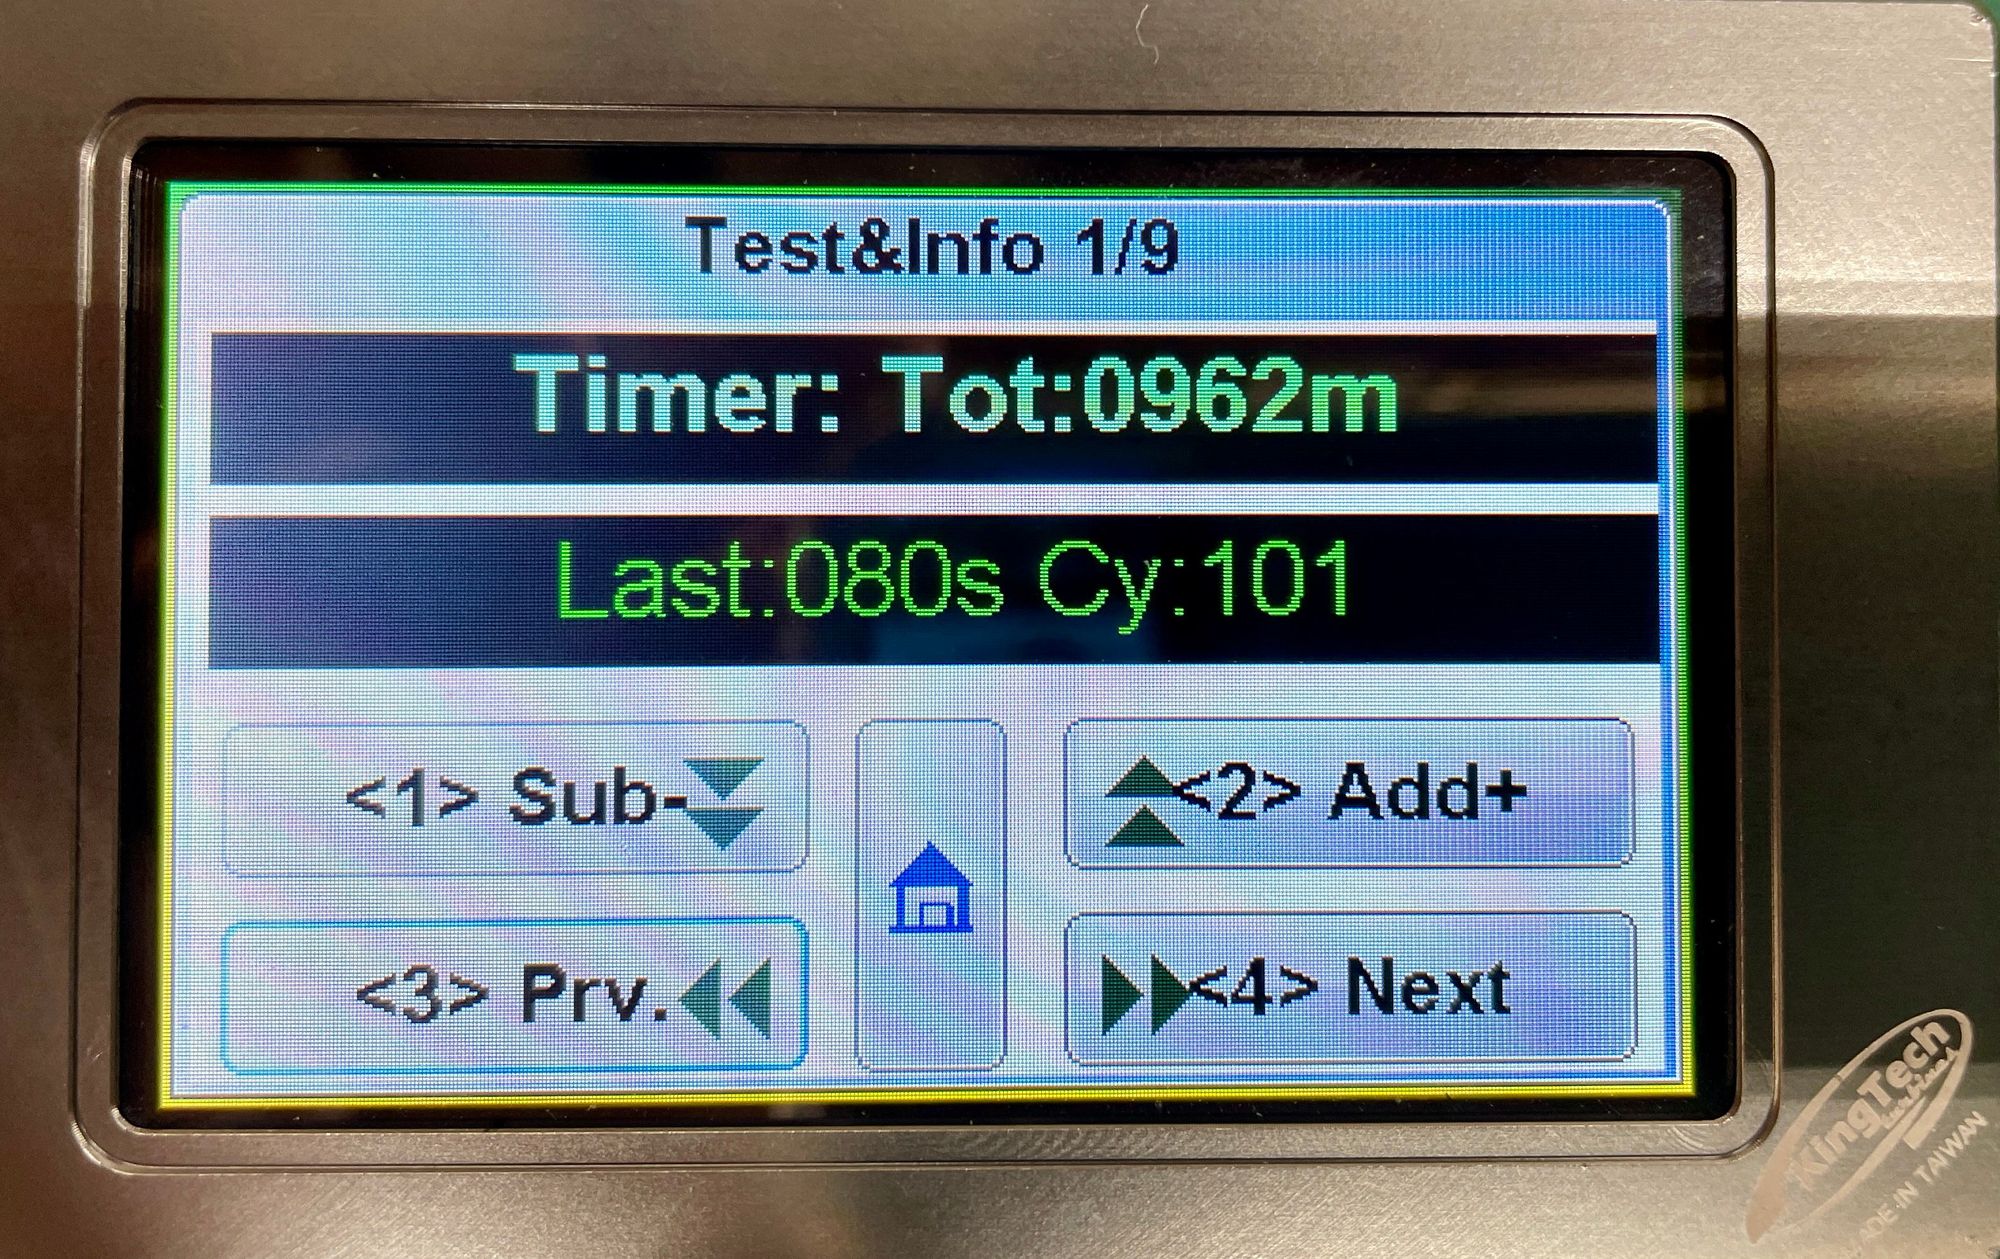 Test&Info 1/9
Timer: Tot:0962m
Last:080s Cy:101
<1> Sub-
<2> Add+
<3> Prv.
<4> Next
KingTech
MADE IN TAIWAN